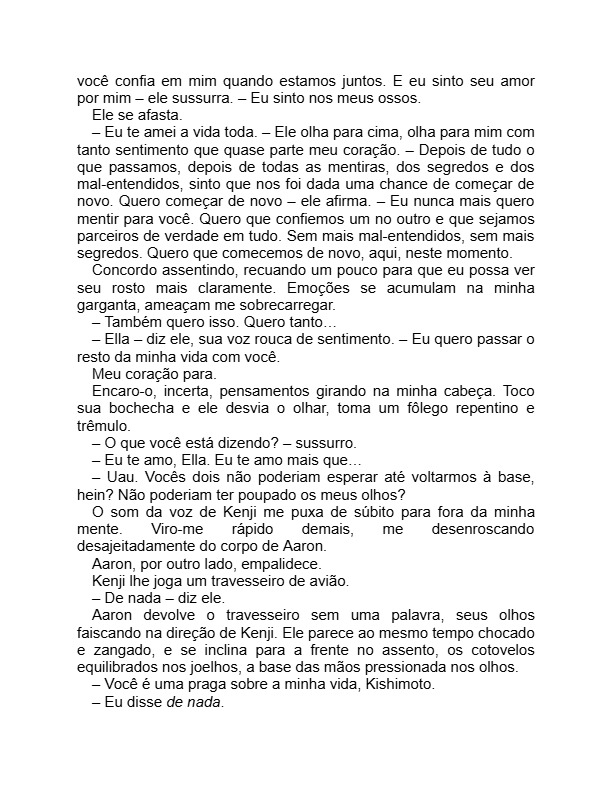 você confia em mim quando estamos juntos. E eu sinto seu amor
por mim – ele sussurra. – Eu sinto nos meus ossos.
Ele se afasta.
– Eu te amei a vida toda. – Ele olha para cima, olha para mim com
tanto sentimento que quase parte meu coração. – Depois de tudo o
que passamos, depois de todas as mentiras, dos segredos e dos
mal-entendidos, sinto que nos foi dada uma chance de começar de
novo. Quero começar de novo – ele afirma. – Eu nunca mais quero
mentir para você. Quero que confiemos um no outro e que sejamos
parceiros de verdade em tudo. Sem mais mal-entendidos, sem mais
segredos. Quero que comecemos de novo, aqui, neste momento.
Concordo assentindo, recuando um pouco para que eu possa ver
seu rosto mais claramente. Emoções se acumulam na minha
garganta, ameaçam me sobrecarregar.
– Também quero isso. Quero tanto…
– Ella – diz ele, sua voz rouca de sentimento. – Eu quero passar o
resto da minha vida com você.
Meu coração para.
Encaro-o, incerta, pensamentos girando na minha cabeça. Toco
sua bochecha e ele desvia o olhar, toma um fôlego repentino e
trêmulo.
– O que você está dizendo? – sussurro.
– Eu te amo, Ella. Eu te amo mais que…
– Uau. Vocês dois não poderiam esperar até voltarmos à base,
hein? Não poderiam ter poupado os meus olhos?
O som da voz de Kenji me puxa de súbito para fora da minha
mente. Viro-me rápido demais, me desenroscando
desajeitadamente do corpo de Aaron.
Aaron, por outro lado, empalidece.
Kenji lhe joga um travesseiro de avião.
– De nada – diz ele.
Aaron devolve o travesseiro sem uma palavra, seus olhos
faiscando na direção de Kenji. Ele parece ao mesmo tempo chocado
e zangado, e se inclina para a frente no assento, os cotovelos
equilibrados nos joelhos, a base das mãos pressionada nos olhos.
– Você é uma praga sobre a minha vida, Kishimoto.
– Eu disse de nada.